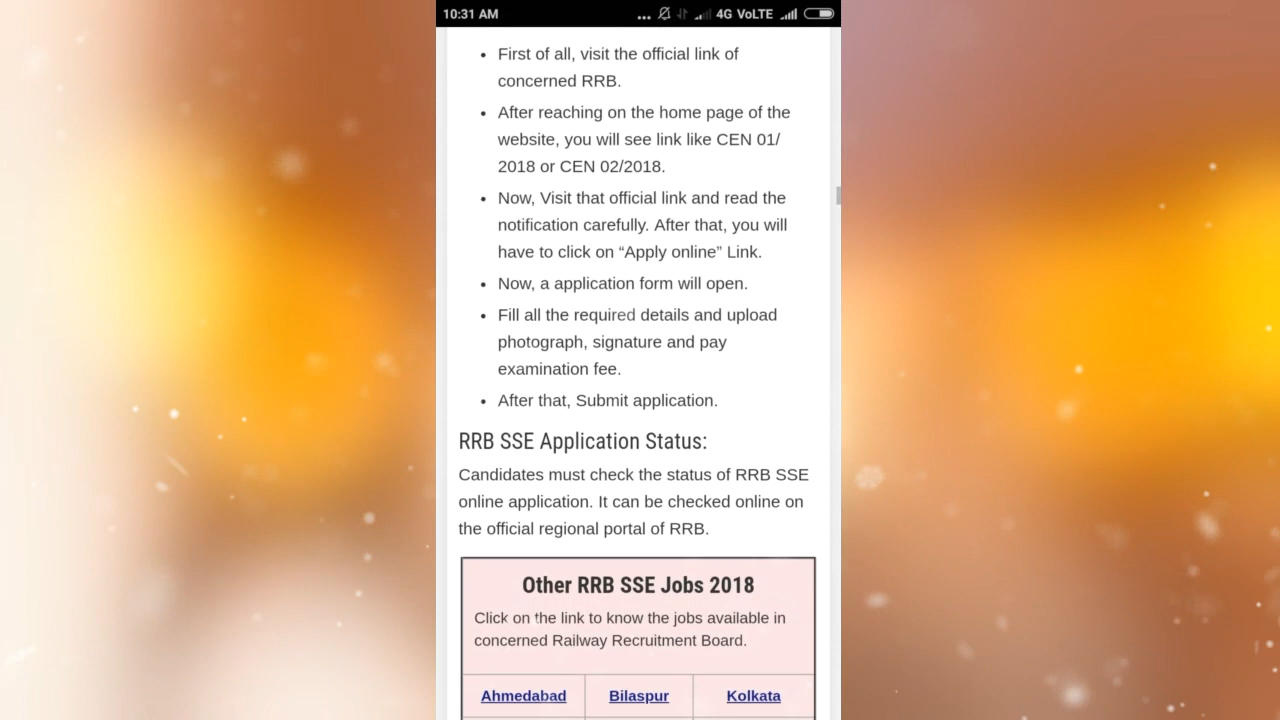 10:31 AM ... 4G VoLTE
• First of all, visit the official link of
concerned RRB.
• After reaching on the home page of the
website, you will see link like CEN 01/
2018 or CEN 02/2018.
• Now, Visit that official link and read the
notification carefully. After that, you will
have to click on “Apply online” Link.
• Now, a application form will open.
• Fill all the required details and upload
photograph, signature and pay
examination fee.
• After that, Submit application.
RRB SSE Application Status:
Candidates must check the status of RRB SSE
online application. It can be checked online on
the official regional portal of RRB.
Other RRB SSE Jobs 2018
Click on the link to know the jobs available in
concerned Railway Recruitment Board.
Ahmedabad Bilaspur Kolkata